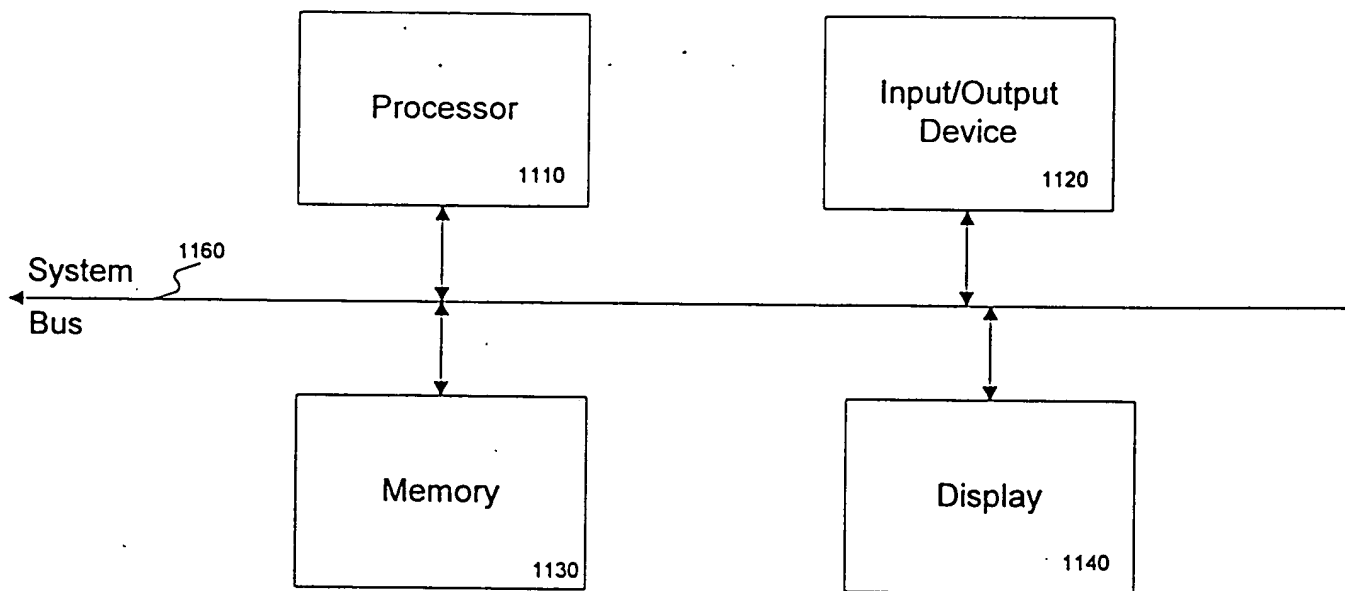 Processor
1110
Input/Output
Device
1120
1160
System
Bus
Memory
1130
Display
1140